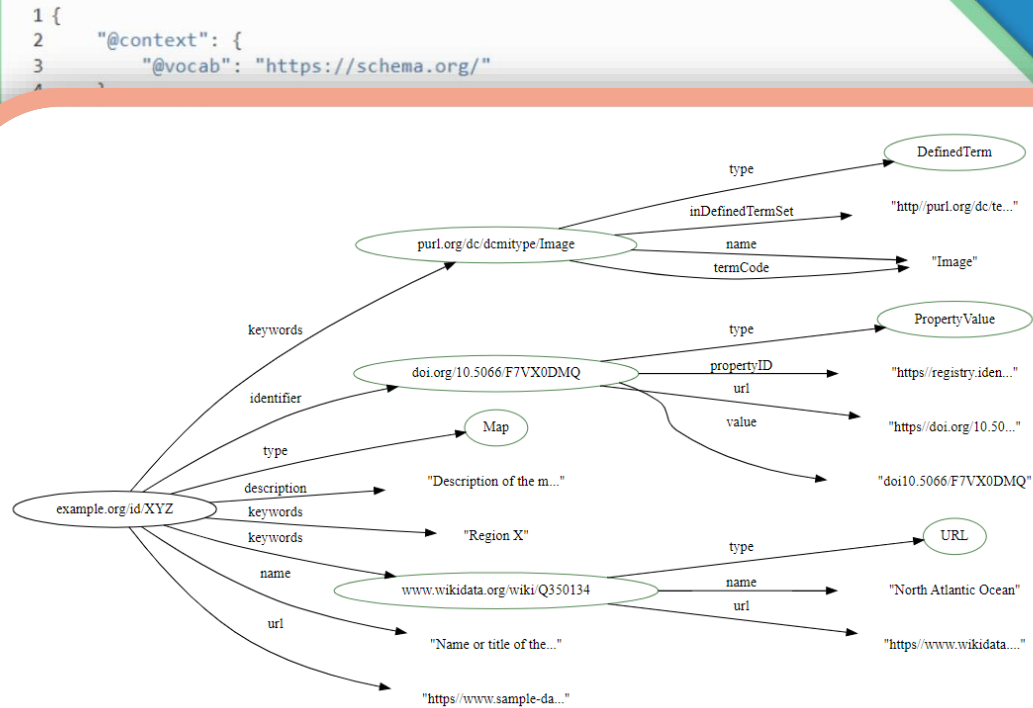 1 {
2 "@context": {
3 "@vocab": "https://schema.org/"
4 }
DefinedTerm
type
"http//purl.org/dc/te..."
inDefinedTermSet
purl.org/dc/dcmitype/Image
name
"Image"
termCode
PropertyValue
keywords
type
propertyID
doi.org/10.5066/F7VX0DMQ
"https//registry.iden..."
url
identifier
value
"https//doi.org/10.50..."
Map
type
"Description of the m..."
"doi10.5066/F7VX0DMQ"
description
example.org/id/XYZ
keywords
"Region X"
URL
keywords
type
name
name
www.wikidata.org/wiki/Q350134
"North Atlantic Ocean"
url
url
"Name or title of the..."
"https//www.wikidata...."
"https//www.sample-da..."